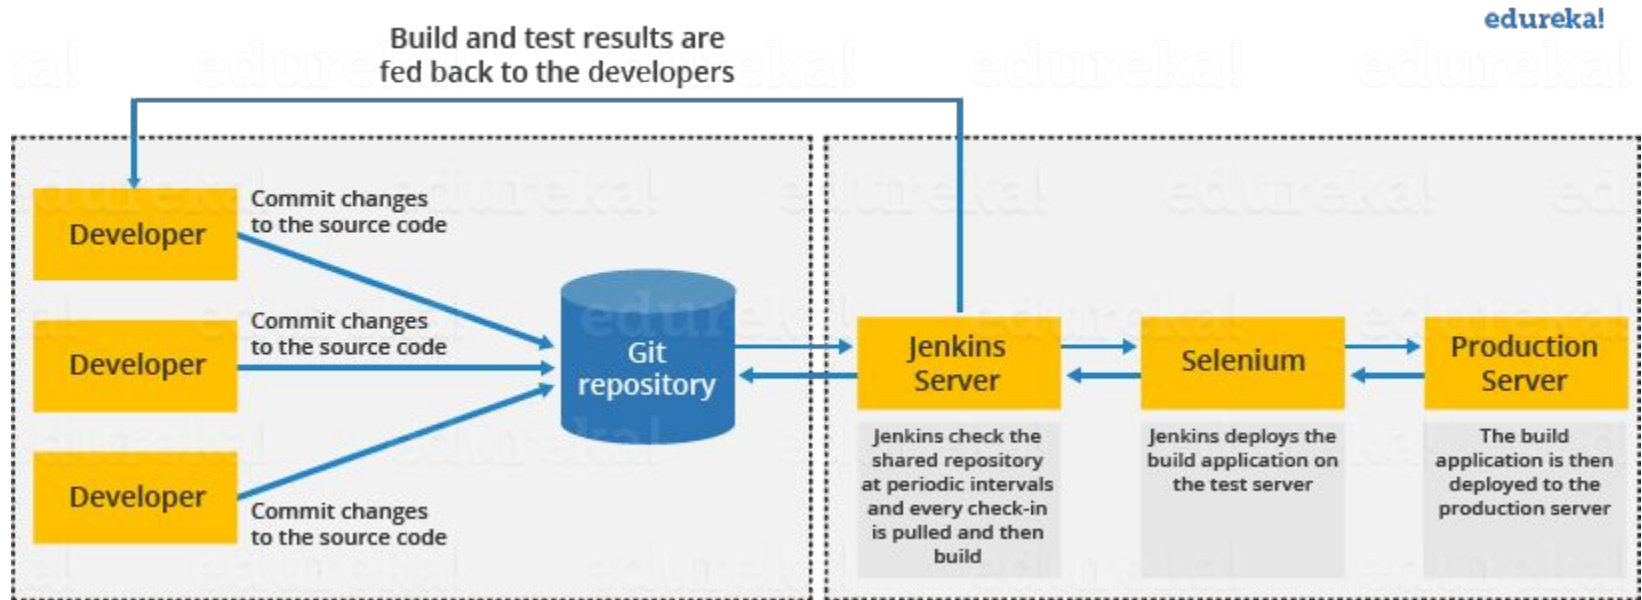 edureka!
Build and test results are
fed back to the developers
Developer
Commit changes
to the source code
Developer
Commit changes
to the source code
Developer
Commit changes
to the source code
Git
repository
Jenkins
Server
Jenkins check the
shared repository
at periodic intervals
and every check-in
is pulled and then
build
Selenium
Jenkins deploys the
build application on
the test server
Production
Server
The build
application is then
deployed to the
production server